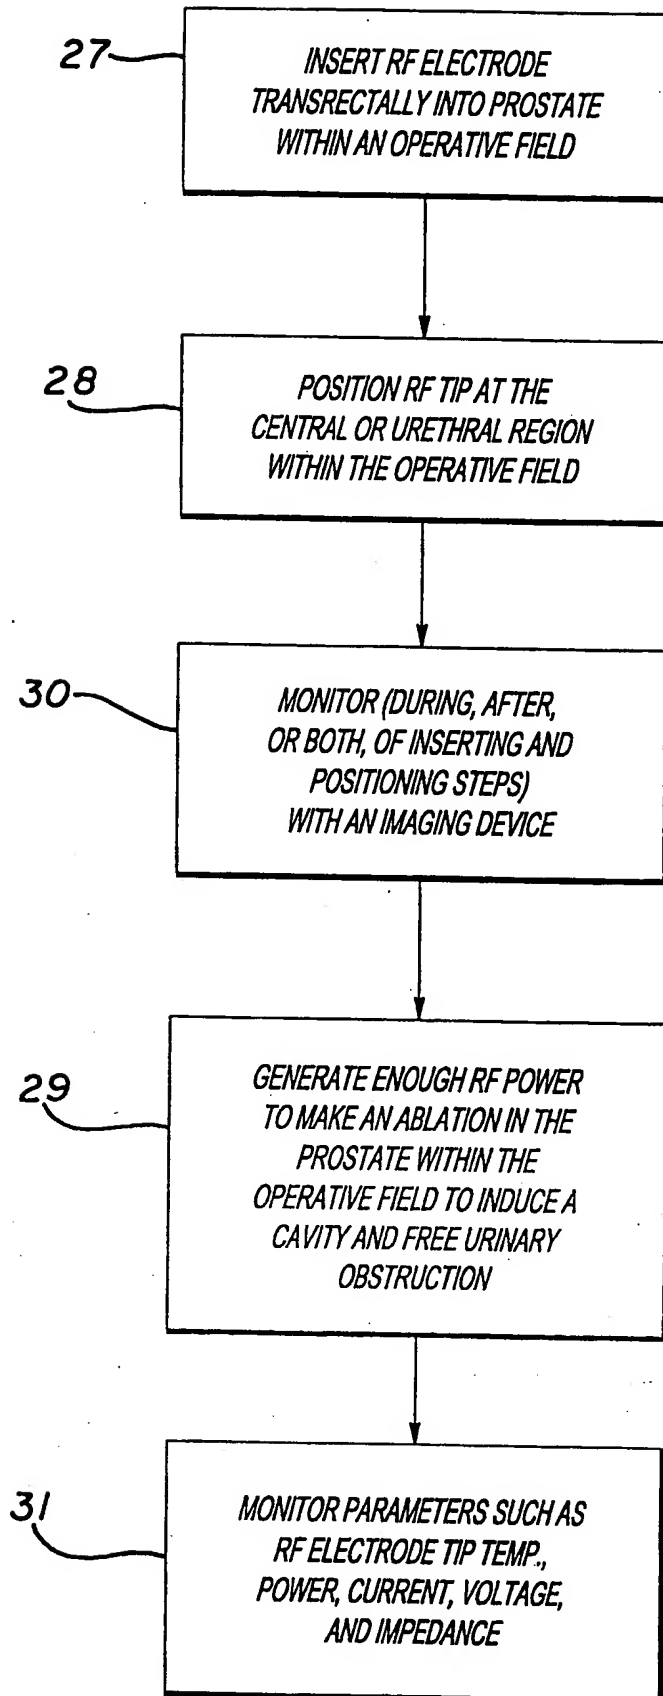 27
INSERT RF ELECTRODE
TRANSRECTALLY INTO PROSTATE
WITHIN AN OPERATIVE FIELD
28
POSITION RF TIP AT THE
CENTRAL OR URETHRAL REGION
WITHIN THE OPERATIVE FIELD
30
MONITOR (DURING, AFTER,
OR BOTH, OF INSERTING AND
POSITIONING STEPS)
WITH AN IMAGING DEVICE
29
GENERATE ENOUGH RF POWER
TO MAKE AN ABLATION IN THE
PROSTATE WITHIN THE
OPERATIVE FIELD TO INDUCE A
CAVITY AND FREE URINARY
OBSTRUCTION
31
MONITOR PARAMETERS SUCH AS
RF ELECTRODE TIP TEMP.,
POWER, CURRENT, VOLTAGE,
AND IMPEDANCE